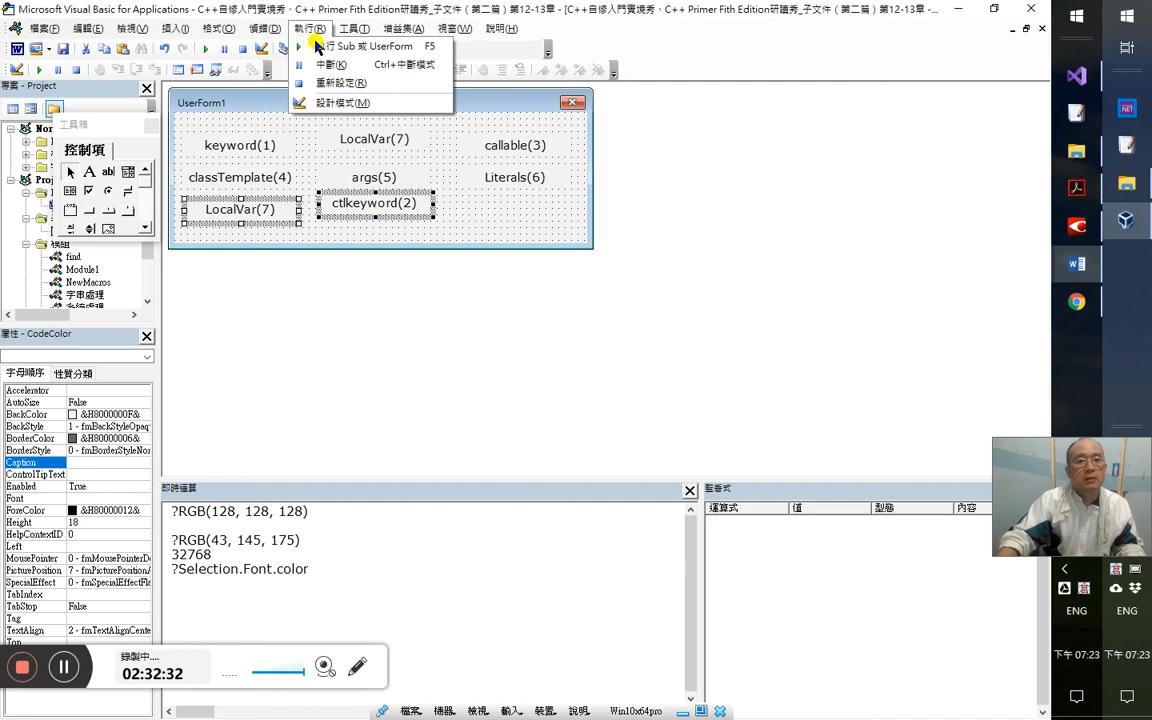 Microsoft Visual Basic for Applications - C++自修入門實境秀、C++ Primer Fith Edition研讀秀_子文件（第二篇）第12-13章 - [C++自修入門實境秀、C++ Primer Fith Edition研讀秀_子文件（第二篇）第12-13章 -...
檔案(F) 編輯(E) 檢視(V) 插入(I) 格式(O) 偵錯(D) 執行(R) 工具(T) 增益集(A) 視窗(W) 說明(H)
行 Sub 或 UserForm F5
中斷(K) Ctrl+中斷模式
重新設定(R)
設計模式(M)
專案 - Project
工具箱
控制項
Nor
Proj
模組
find
Module1
NewMacros
字串處理
UserForm1
keyword(1) LocalVar(7) callable(3)
classTemplate(4) args(5) Literals(6)
LocalVar(7) ctlkeyword(2)
屬性 - CodeColor
字母順序 性質分類
Accelerator
AutoSize False
BackColor &H8000000F&
BackStyle 1 - fmBackStyleOpaq
BorderColor &H80000006&
BorderStyle 0 - fmBorderStyleNon
Caption
ControlTipText
Enabled True
Font
ForeColor &H80000012&
Height 18
HelpContextID 0
Left
MousePointer 0 - fmMousePointerDe
PicturePosition 7 - fmPicturePositionA
SpecialEffect 0 - fmSpecialEffectFla
TabIndex
TabStop False
Tag
TextAlign 2 - fmTextAlignCente
即時運算
?RGB(128, 128, 128)
?RGB(43, 145, 175)
32768
?Selection.Font.color
監看式
運算式 值 型態 內容
錄製中....
02:32:32
檔案 機器 檢視 輸入 裝置 說明 Win10x64pro
.NET
ENG ENG
下午 07:23 下午 07:23